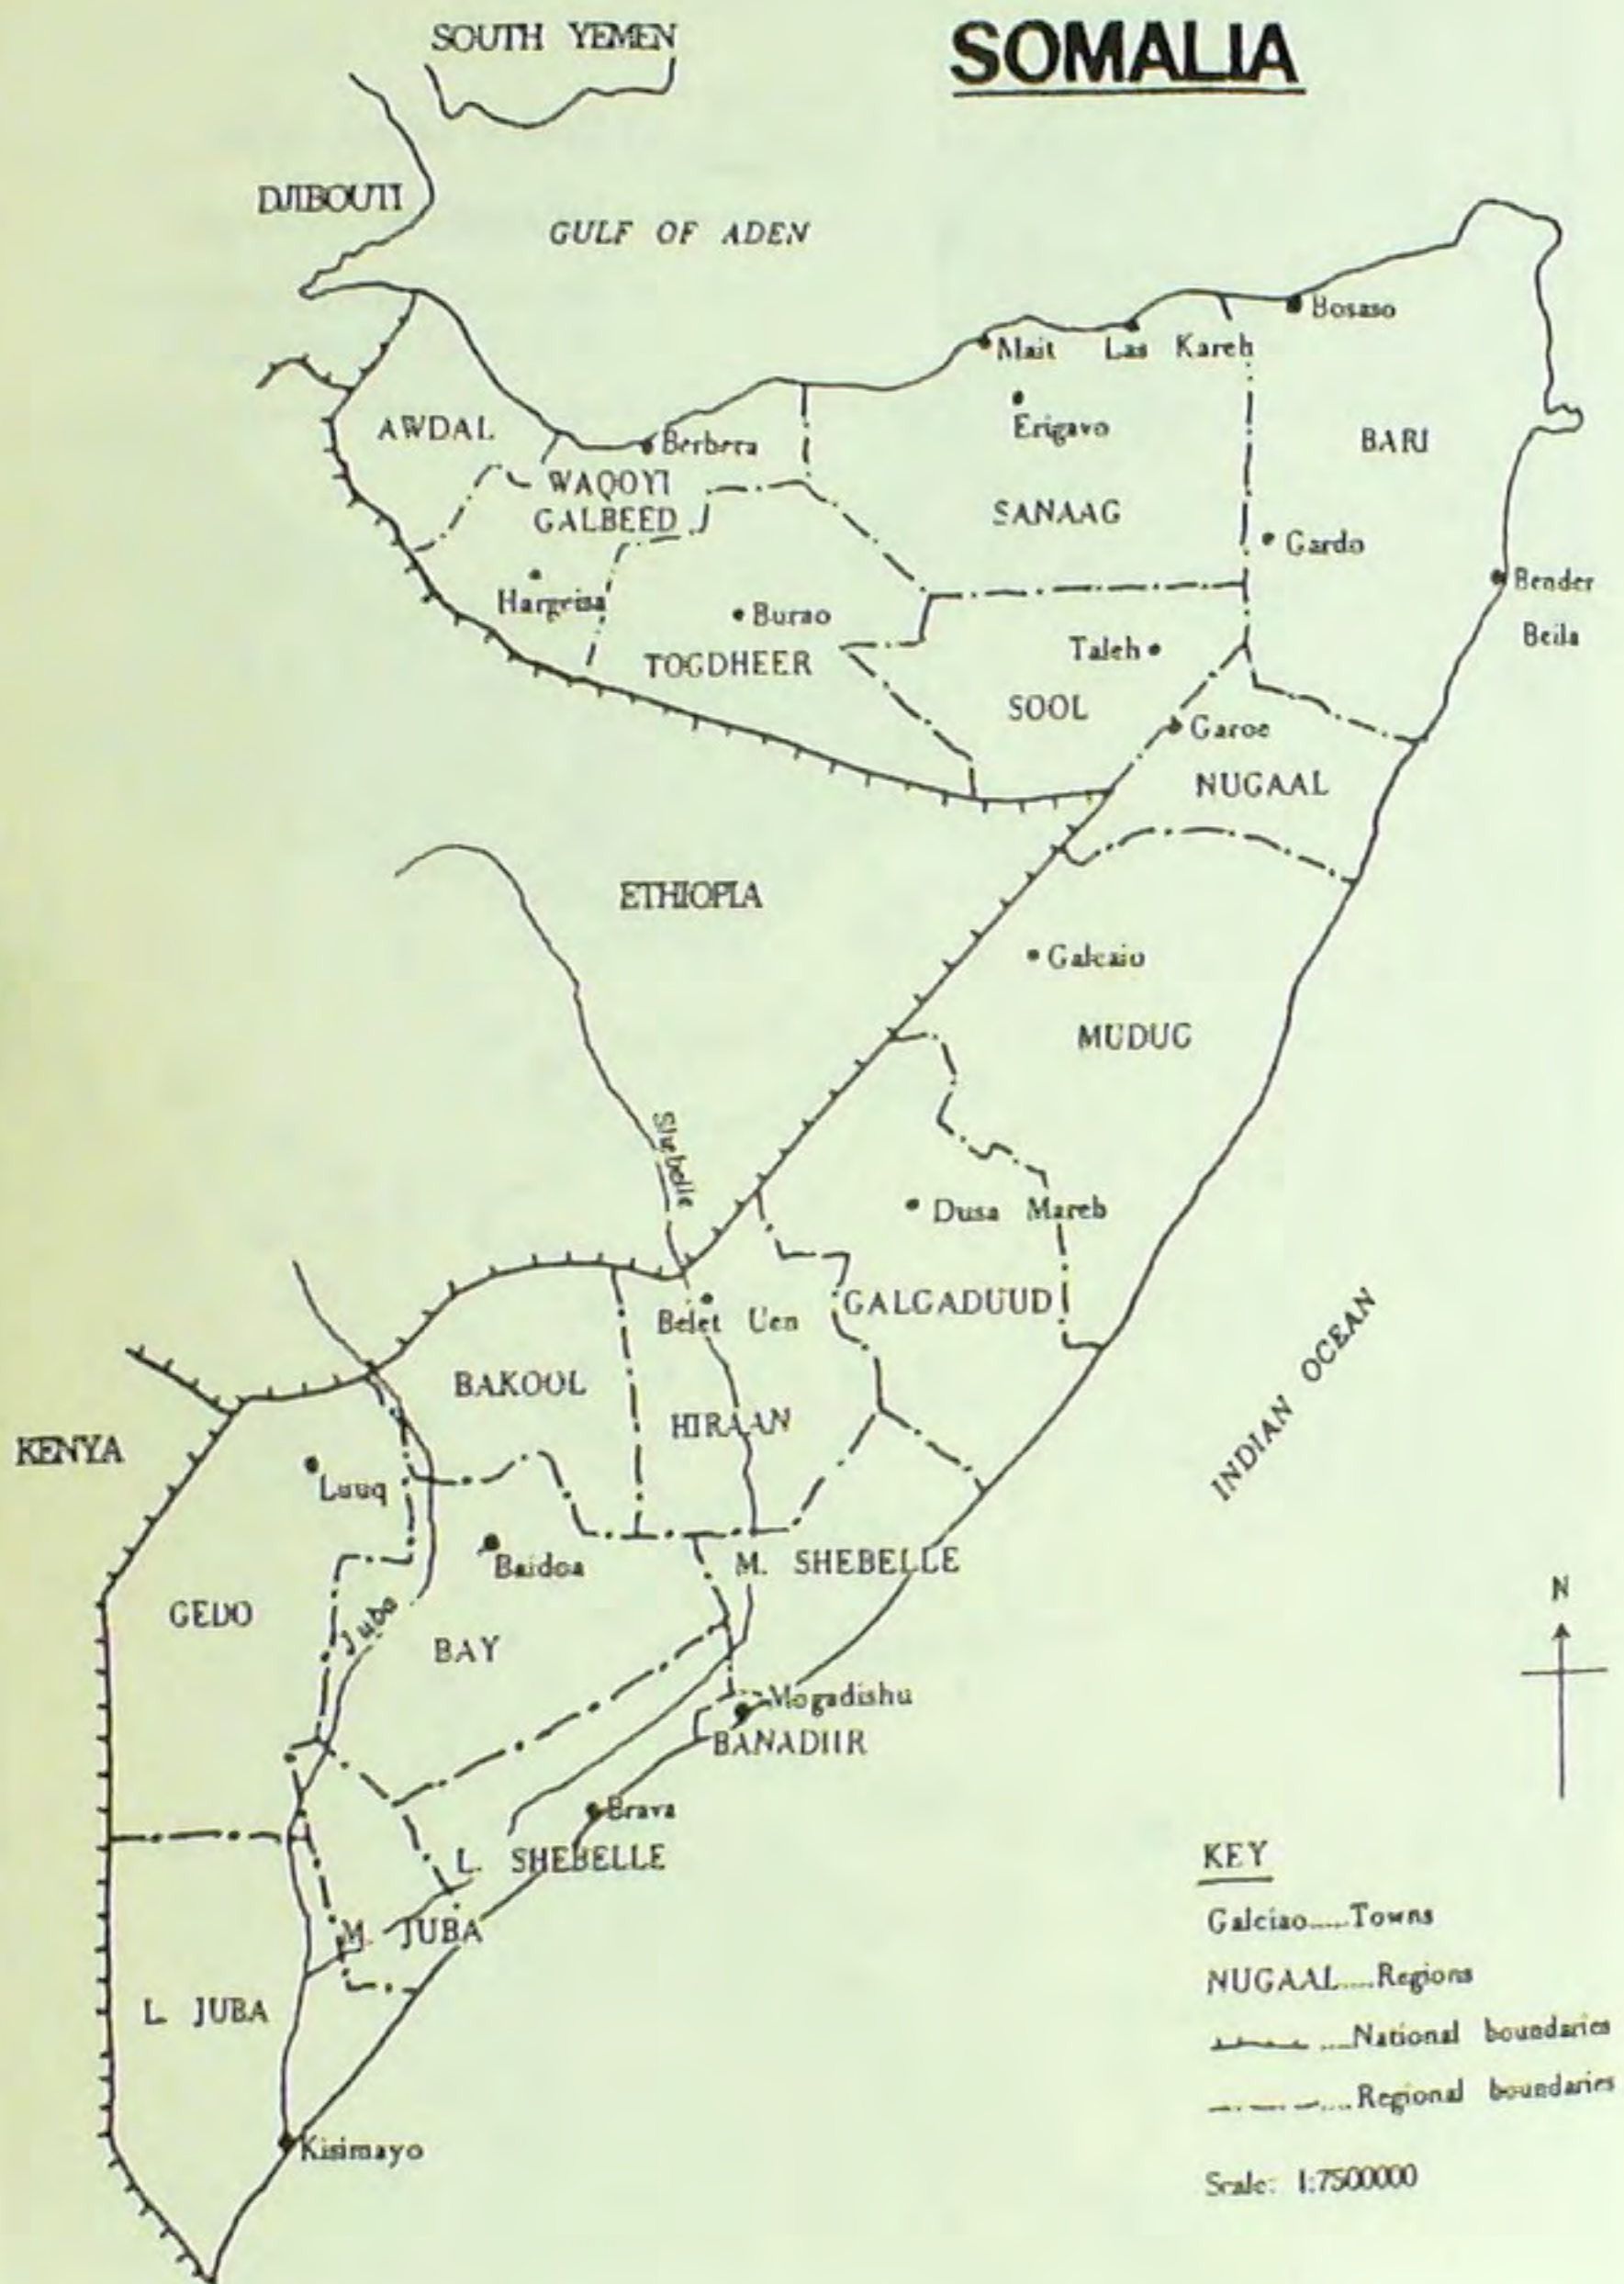 SOUTH YEMEN
SOMALIA
DJIBOUTI
GULF OF ADEN
Bosaso
Mait
Las Kareh
Erigavo
AWDAL
Berbera
BARI
WAQOYI
GALBEED
SANAAG
Gardo
Hargeisa
Burao
Bender
Beila
TOGDHEER
Taleh
SOOL
Garoe
NUGAAL
ETHIOPIA
Galcaio
MUDUG
Shebelle
Dusa Mareb
Belet Uen
GALGADUUD
INDIAN OCEAN
BAKOOL
HIRAAN
KENYA
Luuq
Baidoa
M. SHEBELLE
GEDO
Juba
BAY
N
Mogadishu
BANADIIR
Brava
L. SHEBELLE
M. JUBA
L. JUBA
Kisimayo
KEY
Galciao.....Towns
NUGAAL.....Regions
.....National boundaries
.....Regional boundaries
Scale: 1:7500000